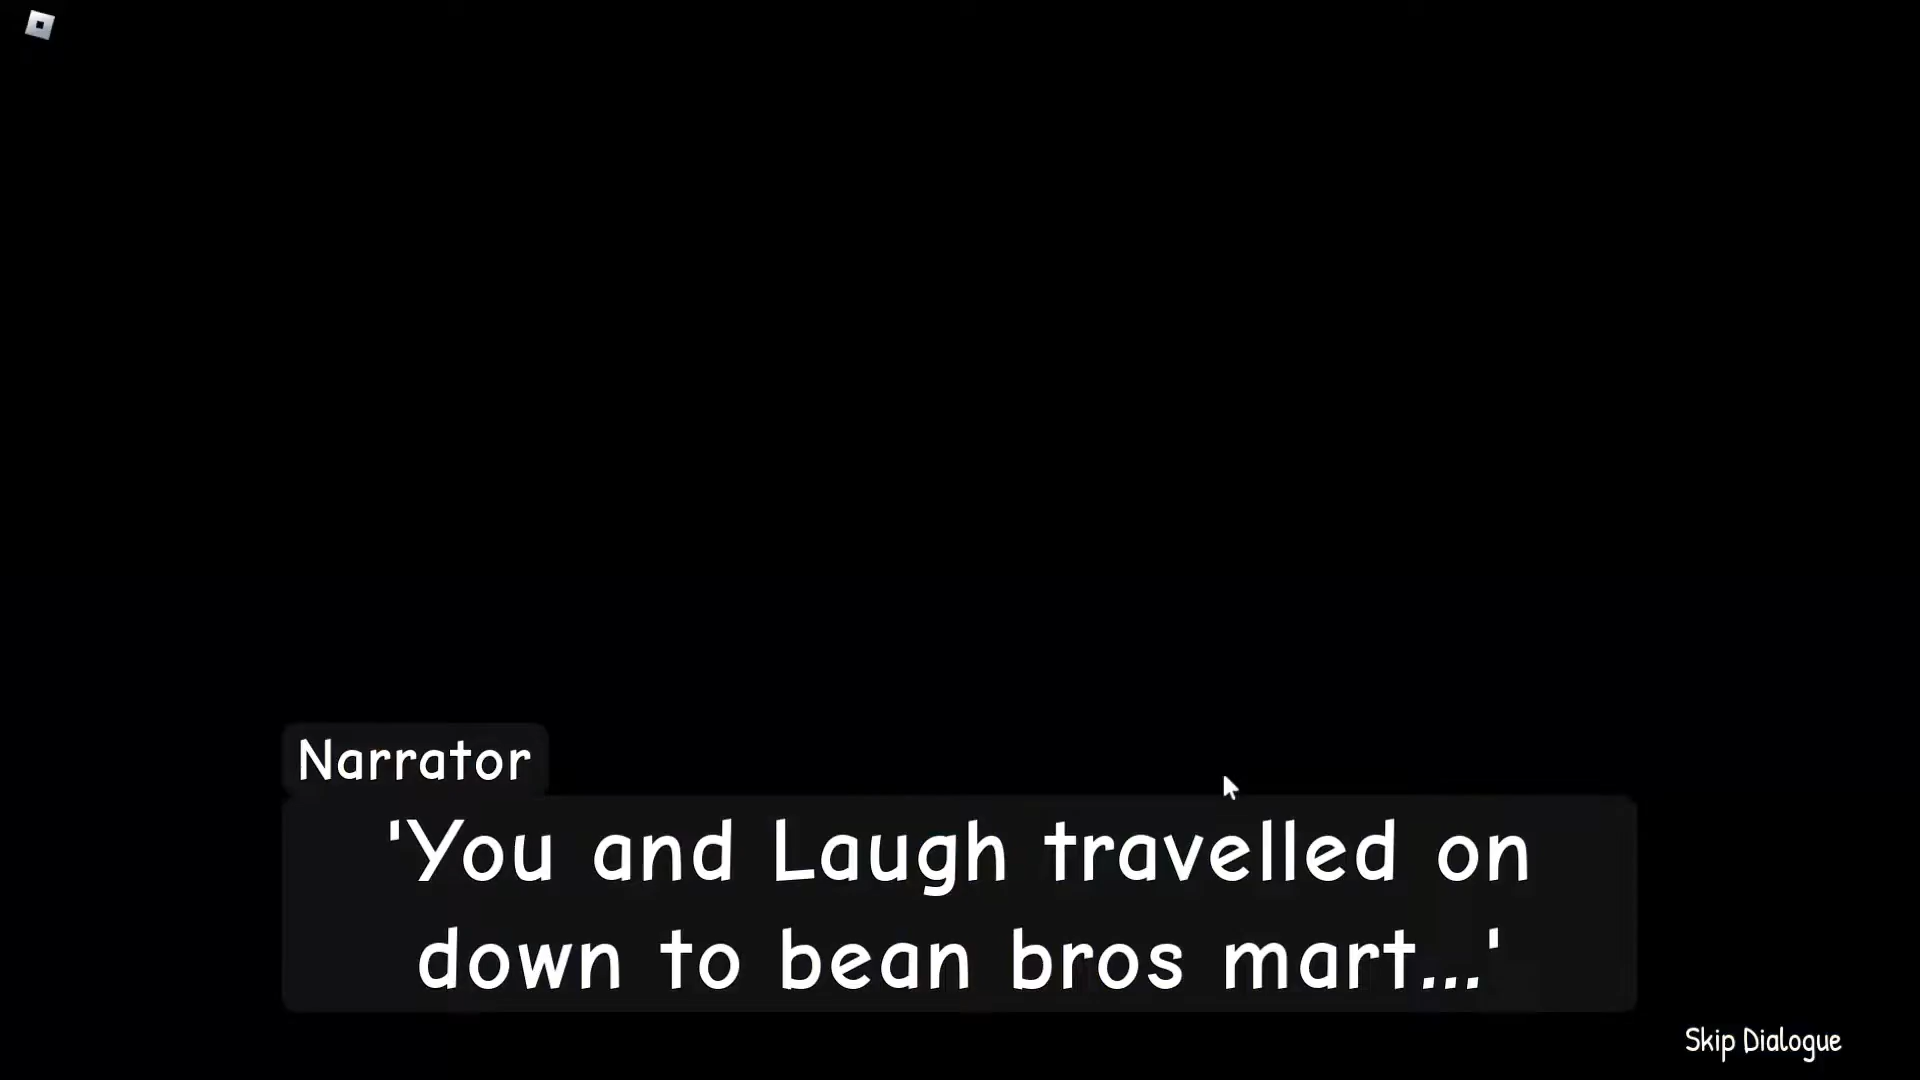 Narrator
'You and Laugh travelled on
down to bean bros mart...'
Skip Dialogue